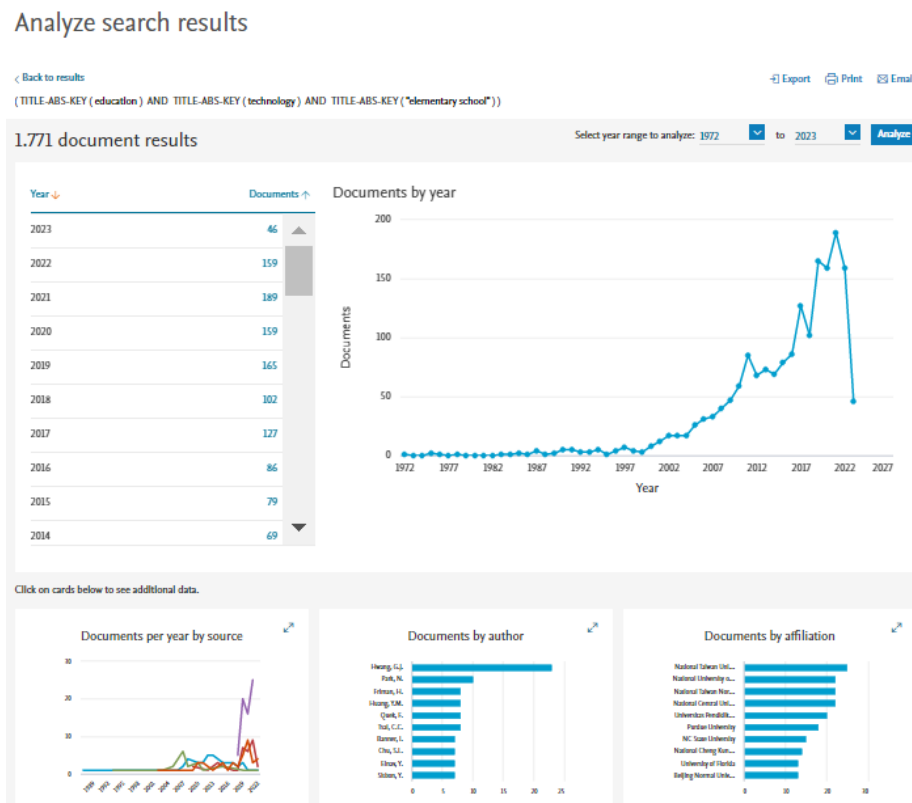 Analyze search results
Back to results
Export Print Email
(TITLE-ABS-KEY (education) AND TITLE-ABS-KEY (technology) AND TITLE-ABS-KEY ("elementary school"))
1.771 document results
Select year range to analyze: 1972 to 2023 Analyze
Year Documents
2023 46
2022 159
2021 189
2020 159
2019 165
2018 102
2017 127
2016 86
2015 79
2014 69
Documents by year
200
150
100
50
0
Documents
1972 1977 1982 1987 1992 1997 2002 2007 2012 2017 2022 2027
Year
Click on cards below to see additional data.
Documents per year by source
30
20
10
0
Documents by author
Hwang, G.J.
Park, N.
Huang, Y.M.
Quek, F.
Tsai, C.C.
Chu, S.L.
0 5 10 15 20 25
Documents by affiliation
National Taiwan Uni...
National University o...
National Taiwan Nor...
National Central Uni...
Universitas Pendidik...
Purdue University
NC State University
National Cheng Kun...
University of Florida
Beijing Normal Unive...
0 10 20 30